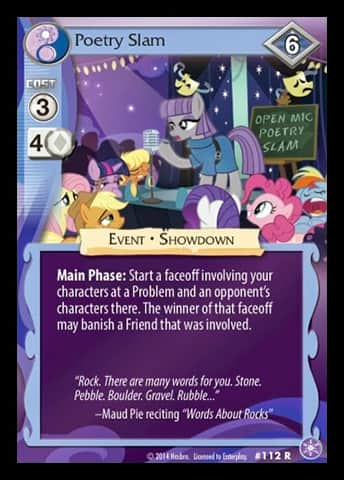 Poetry Slam
6
COST
3
4
OPEN MIC
POETRY
SLAM
Event • Showdown
Main Phase: Start a faceoff involving your
characters at a Problem and an opponent's
characters there. The winner of that faceoff
may banish a Friend that was involved.
"Rock. There are many words for you. Stone.
Pebble. Boulder. Gravel. Rubble..."
–Maud Pie reciting "Words About Rocks"
©2014 Hasbro. Licensed to Enterplay. #112 R